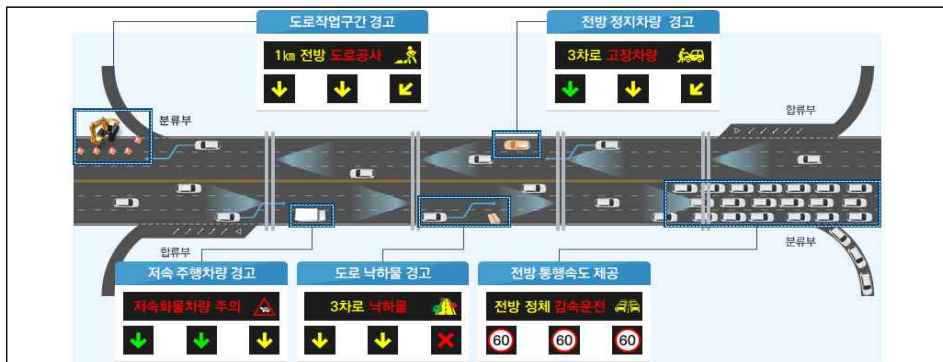 도로작업구간 경고
1㎞ 전방 도로공사
전방 정지차량 경고
3차로 고장차량
분류부
합류부
합류부
분류부
저속 주행차량 경고
저속화물차량 주의
도로 낙하물 경고
3차로 낙하물
전방 통행속도 제공
전방 정체 감속운전
60 60 60